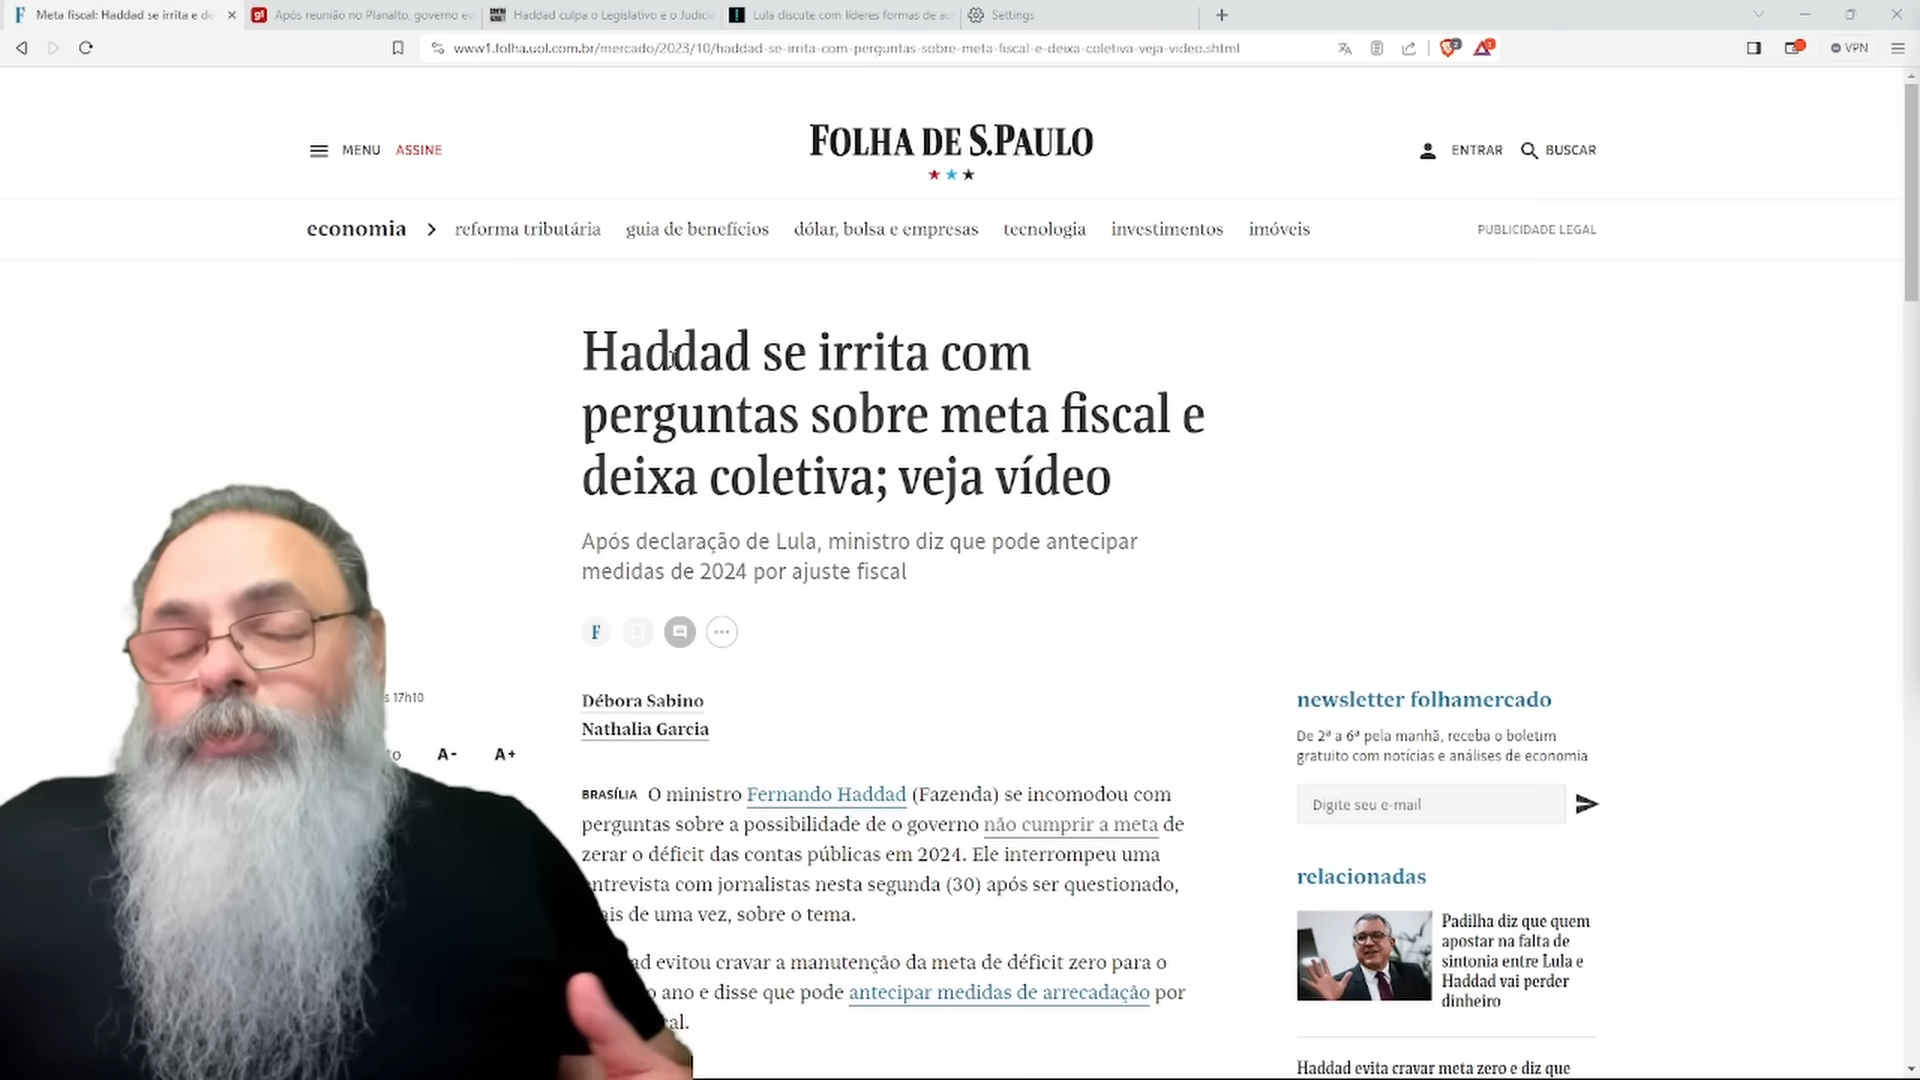 Meta fiscal: Haddad se irrita e de
Após reunião no Planalto, governo ev
Haddad culpa o Legislativo e o Judici
Lula discute com líderes formas de au
Settings
www1.folha.uol.com.br/mercado/2023/10/haddad-se-irrita-com-perguntas-sobre-meta-fiscal-e-deixa-coletiva-veja-video.shtml
VPN
MENU ASSINE
FOLHA DE S.PAULO
ENTRAR BUSCAR
economia > reforma tributária guia de benefícios dólar, bolsa e empresas tecnologia investimentos imóveis
PUBLICIDADE LEGAL
Haddad se irrita com
perguntas sobre meta fiscal e
deixa coletiva; veja vídeo
Após declaração de Lula, ministro diz que pode antecipar
medidas de 2024 por ajuste fiscal
F
s 17h10
to A- A+
Débora Sabino
Nathalia Garcia
BRASÍLIA O ministro Fernando Haddad (Fazenda) se incomodou com
perguntas sobre a possibilidade de o governo não cumprir a meta de
zerar o déficit das contas públicas em 2024. Ele interrompeu uma
entrevista com jornalistas nesta segunda (30) após ser questionado,
ais de uma vez, sobre o tema.
ad evitou cravar a manutenção da meta de déficit zero para o
o ano e disse que pode antecipar medidas de arrecadação por
cal.
newsletter folhamercado
De 2ª a 6ª pela manhã, receba o boletim
gratuito com notícias e análises de economia
Digite seu e-mail
relacionadas
Padilha diz que quem
apostar na falta de
sintonia entre Lula e
Haddad vai perder
dinheiro
Haddad evita cravar meta zero e diz que